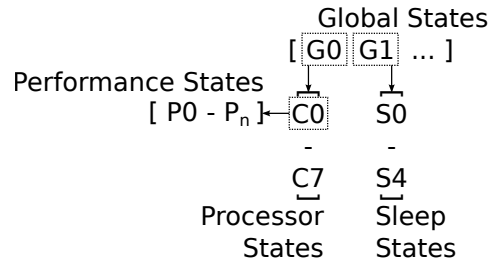 Global States
[ G0 G1 ... ]
Performance States
[ P0 - Pn ] C0 S0
- -
C7 S4
Processor Sleep
States States